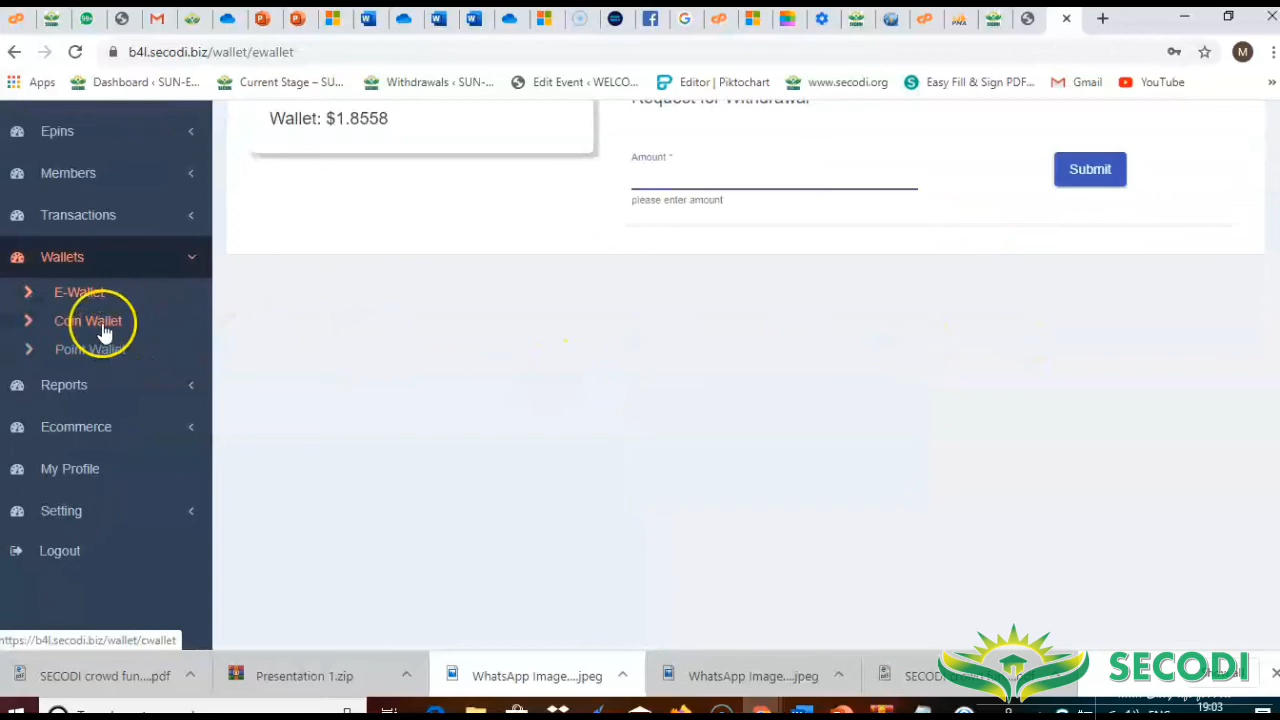 b4l.secodi.biz/wallet/ewallet
M
Apps
Dashboard ‹ SUN-E...
Current Stage – SU...
Withdrawals ‹ SUN-...
Edit Event ‹ WELCO...
Editor | Piktochart
www.secodi.org
Easy Fill & Sign PDF...
Gmail
YouTube
»
Epins
Members
Transactions
Wallets
E-Wallet
Coin Wallet
Point Wallet
Reports
Ecommerce
My Profile
Setting
Logout
Wallet: $1.8558
Request for Withdrawal
Amount *
please enter amount
Submit
https://b4l.secodi.biz/wallet/cwallet
SECODI crowd fun....pdf
Presentation 1.zip
WhatsApp Image....jpeg
WhatsApp Image....jpeg
SECODI
ENG
19:03